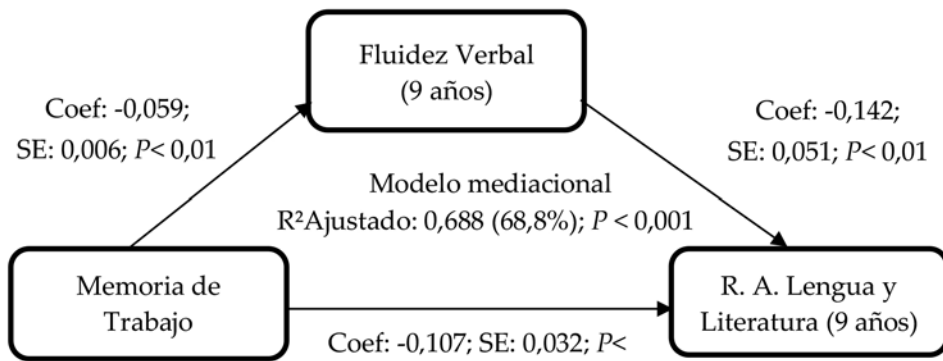 Fluidez Verbal
(9 años)
Coef: -0,059;
SE: 0,006; P< 0,01
Coef: -0,142;
SE: 0,051; P< 0,01
Modelo mediacional
R²Ajustado: 0,688 (68,8%); P < 0,001
Memoria de
Trabajo
R. A. Lengua y
Literatura (9 años)
Coef: -0,107; SE: 0,032; P<